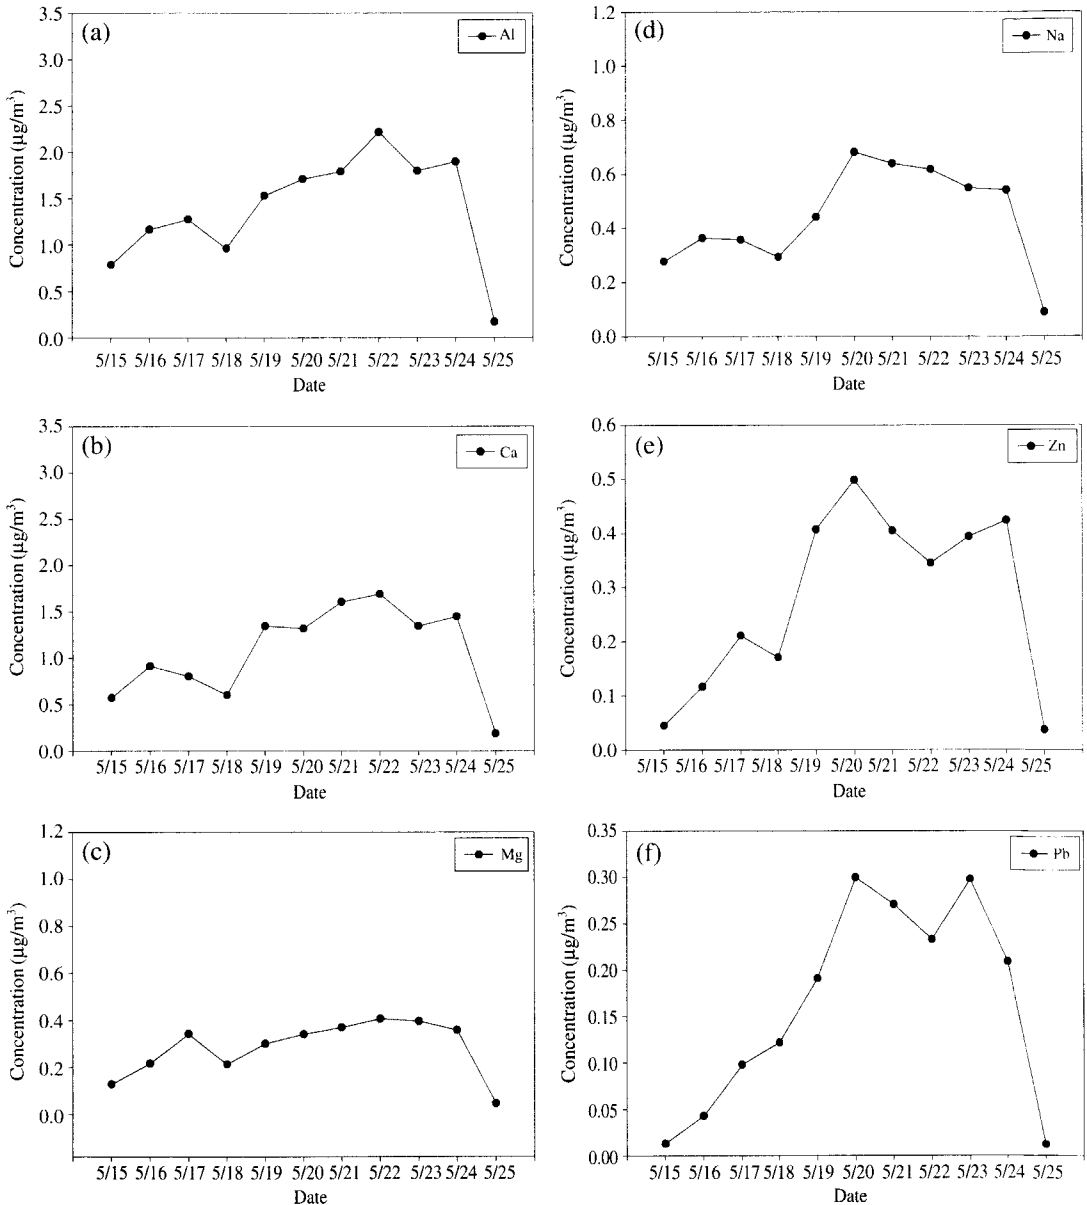 (a)
Al
3.5
3.0
2.5
2.0
1.5
1.0
0.5
0.0
Concentration (μg/m³)
5/15 5/16 5/17 5/18 5/19 5/20 5/21 5/22 5/23 5/24 5/25
Date
(d)
Na
1.2
1.0
0.8
0.6
0.4
0.2
0.0
Concentration (μg/m³)
5/15 5/16 5/17 5/18 5/19 5/20 5/21 5/22 5/23 5/24 5/25
Date
(b)
Ca
3.5
3.0
2.5
2.0
1.5
1.0
0.5
0.0
Concentration (μg/m³)
5/15 5/16 5/17 5/18 5/19 5/20 5/21 5/22 5/23 5/24 5/25
Date
(e)
Zn
0.6
0.5
0.4
0.3
0.2
0.1
0.0
Concentration (μg/m³)
5/15 5/16 5/17 5/18 5/19 5/20 5/21 5/22 5/23 5/24 5/25
Date
(c)
Mg
1.2
1.0
0.8
0.6
0.4
0.2
0.0
Concentration (μg/m³)
5/15 5/16 5/17 5/18 5/19 5/20 5/21 5/22 5/23 5/24 5/25
Date
(f)
Pb
0.35
0.30
0.25
0.20
0.15
0.10
0.05
0.00
Concentration (μg/m³)
5/15 5/16 5/17 5/18 5/19 5/20 5/21 5/22 5/23 5/24 5/25
Date